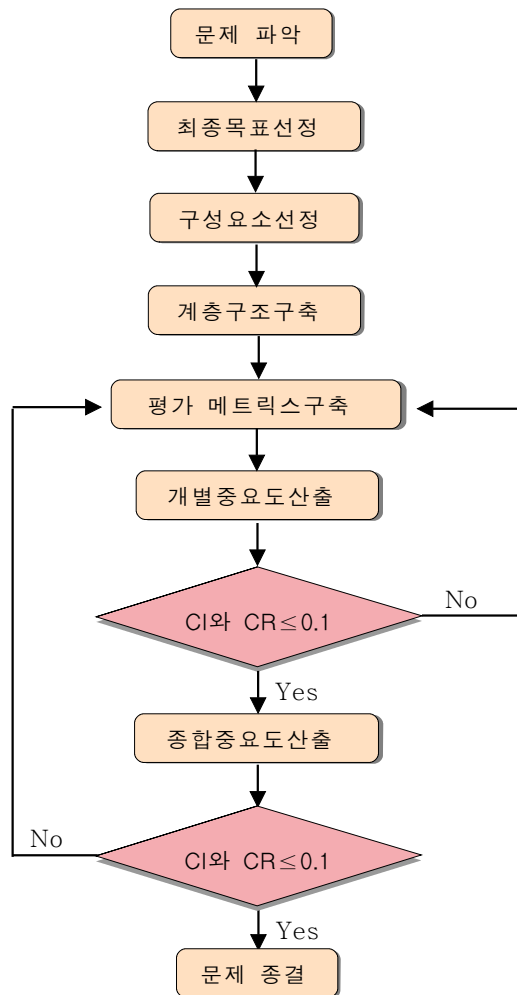 문제 파악
최종목표선정
구성요소선정
계층구조구축
평가 메트릭스구축
개별중요도산출
CI와 CR≤0.1
No
Yes
종합중요도산출
No
CI와 CR≤0.1
Yes
문제 종결